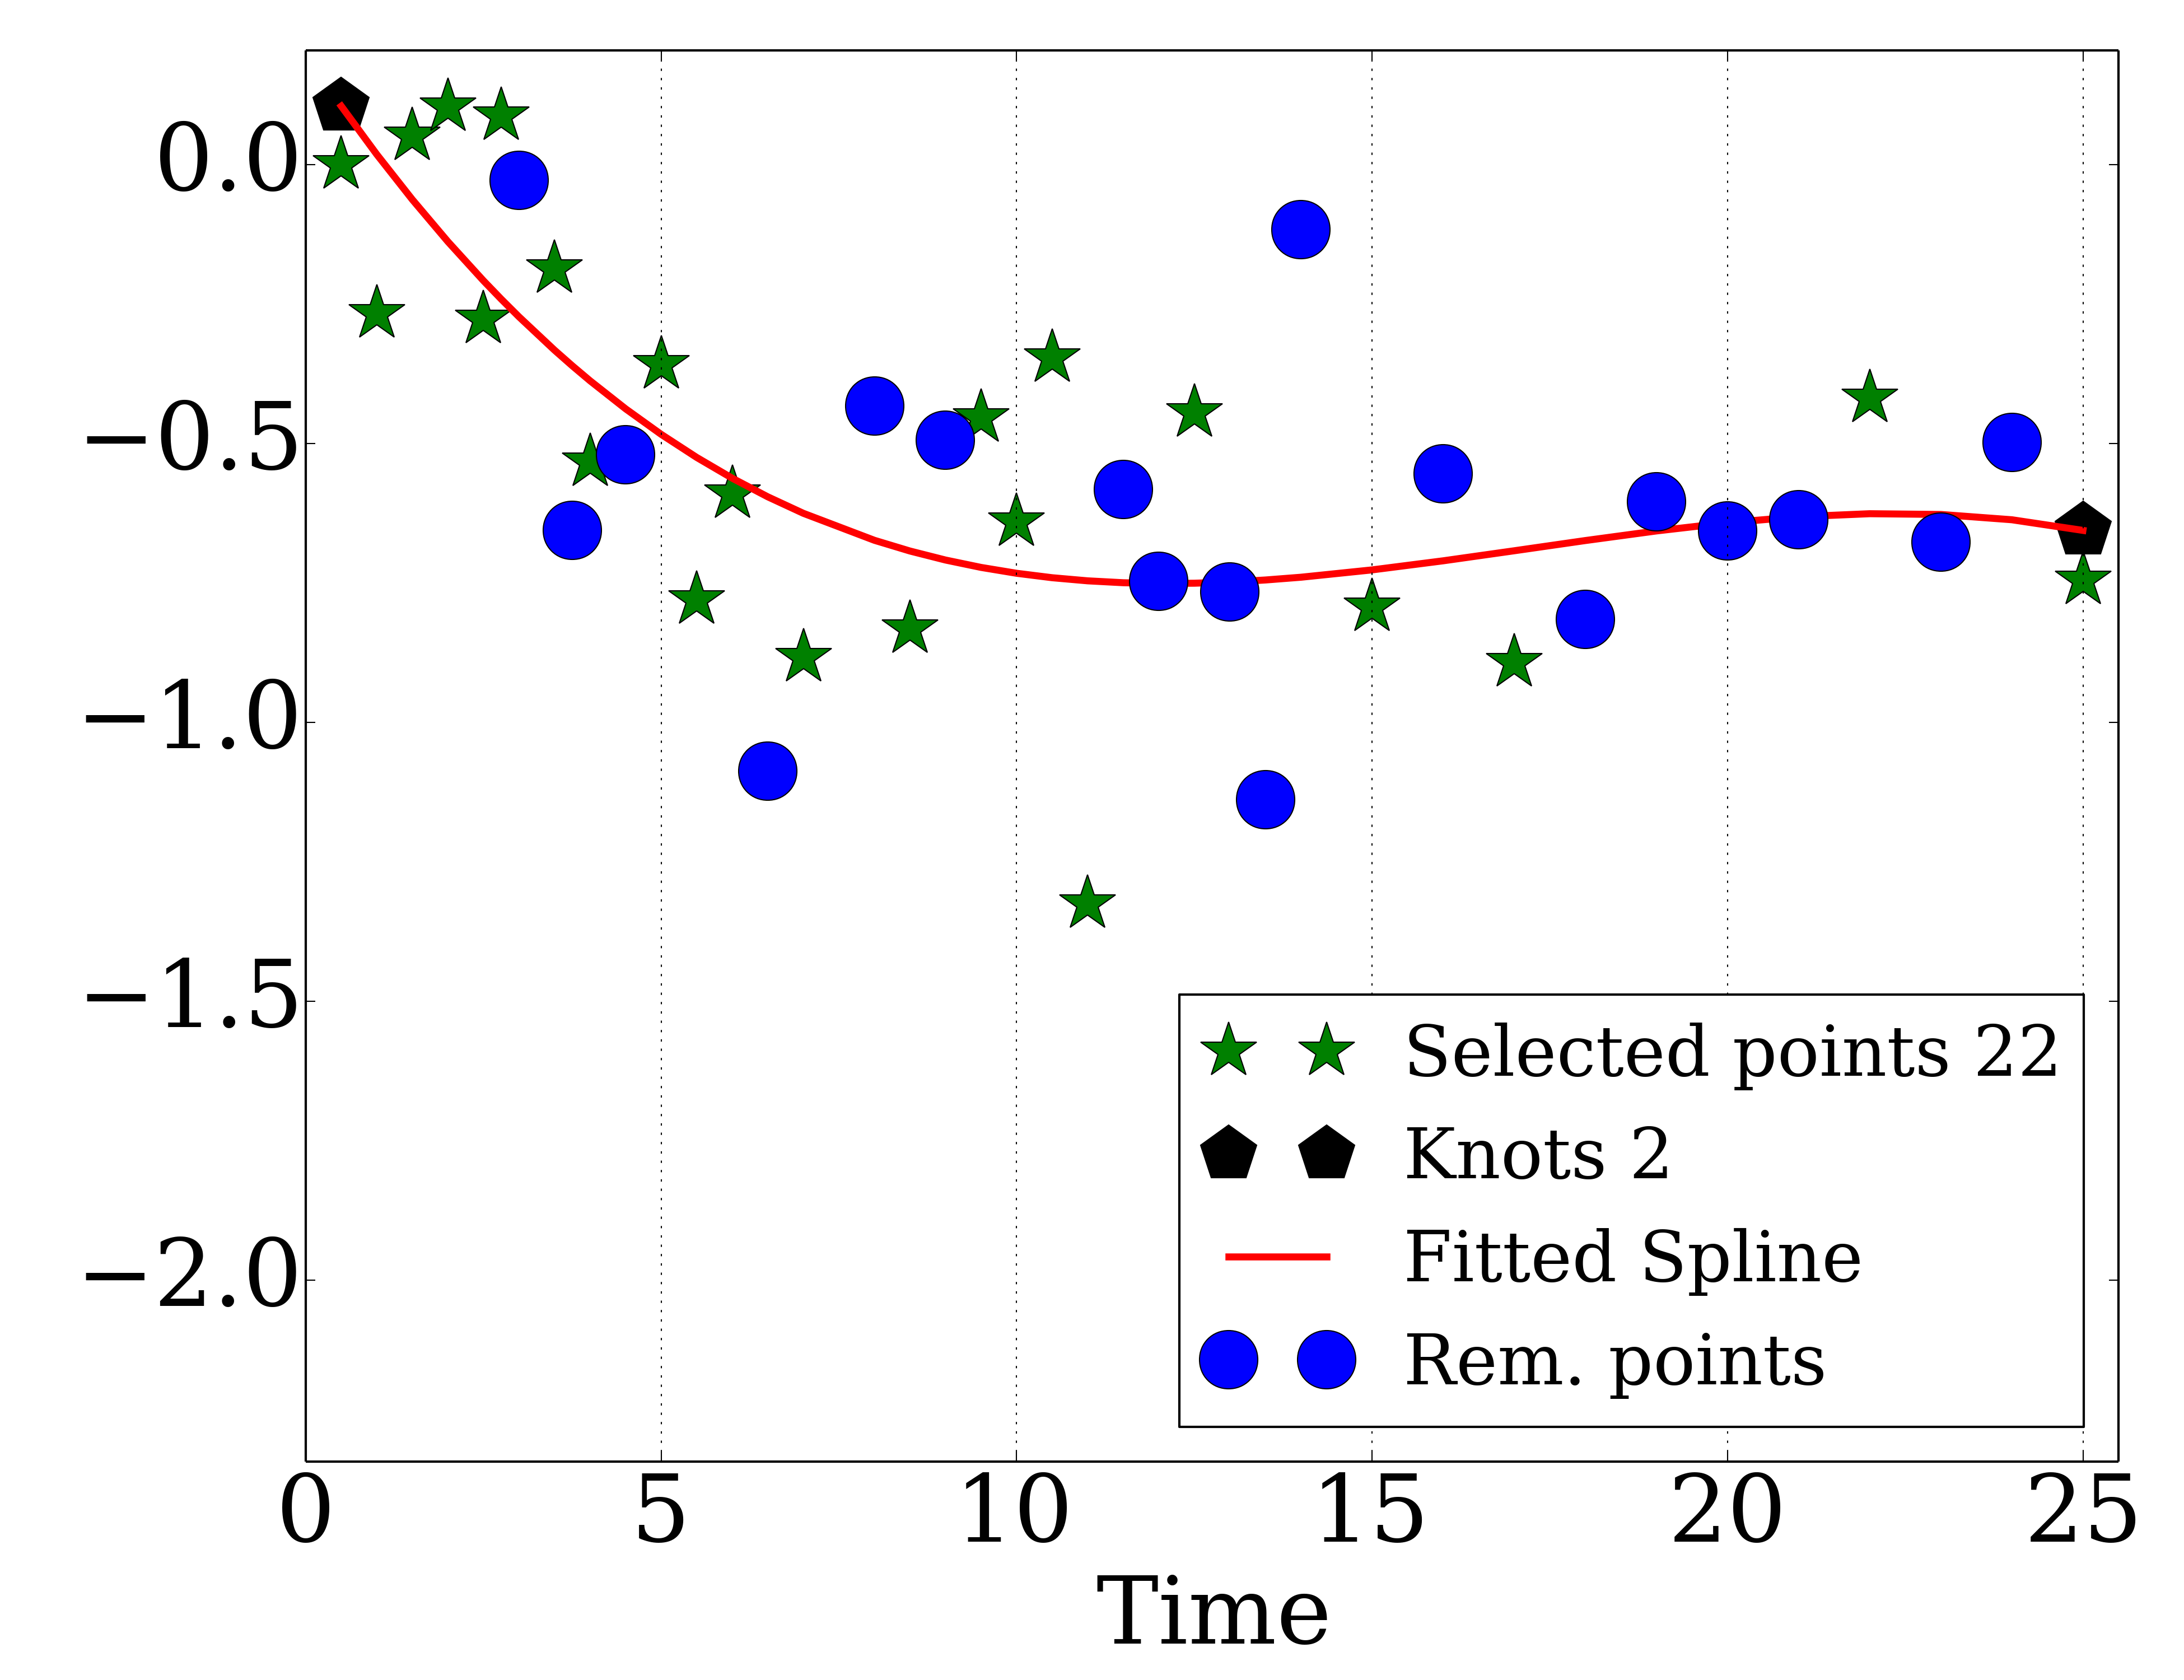 0.0
−0.5
−1.0
−1.5
−2.0
Selected points 22
Knots 2
Fitted Spline
Rem. points
0 5 10 15 20 25
Time